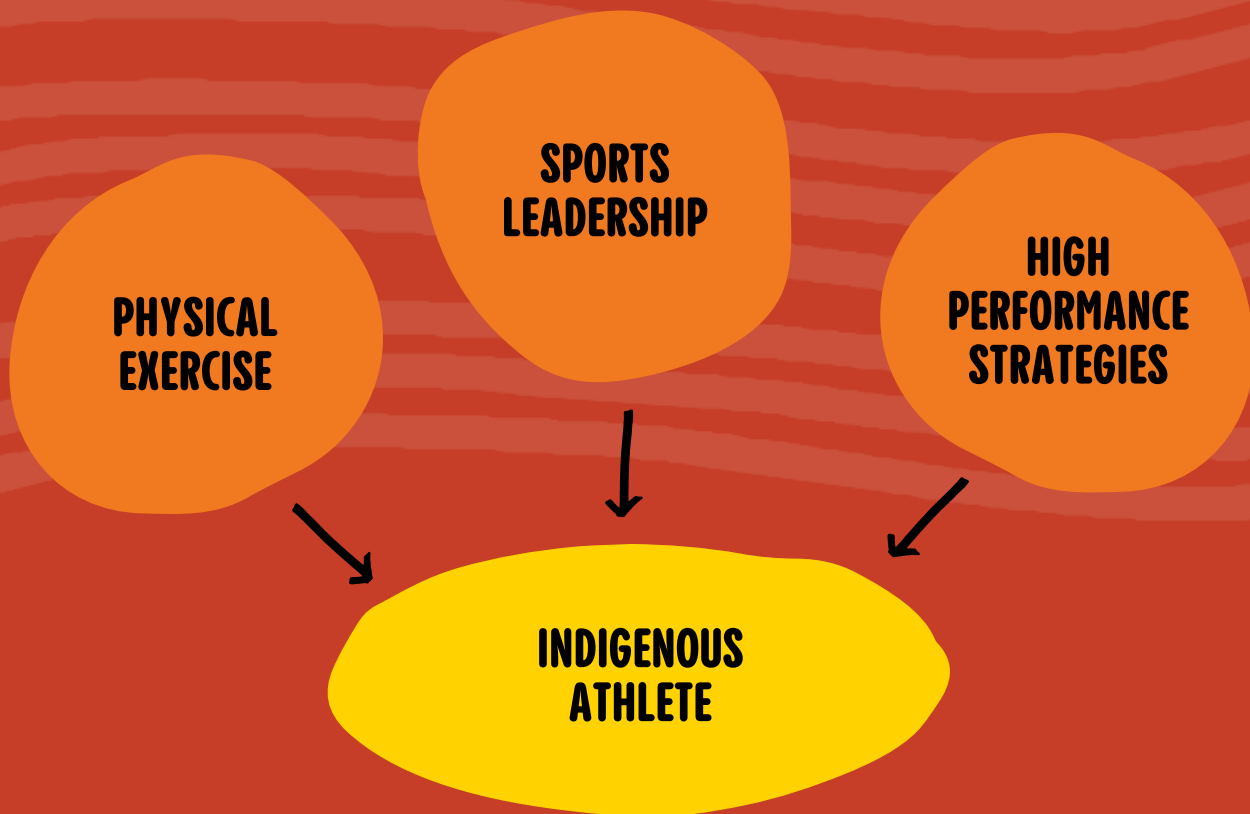 SPORTS
LEADERSHIP
PHYSICAL
EXERCISE
HIGH
PERFORMANCE
STRATEGIES
INDIGENOUS
ATHLETE